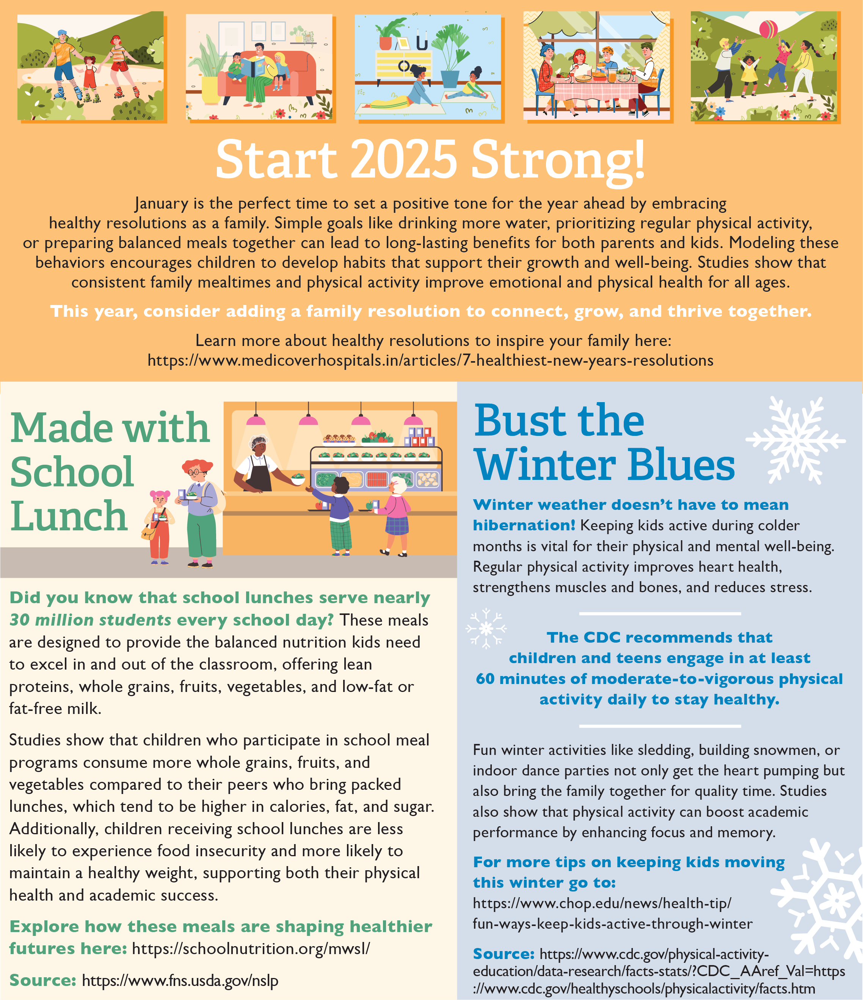 Start 2025 Strong!
January is the perfect time to set a positive tone for the year ahead by embracing
healthy resolutions as a family. Simple goals like drinking more water, prioritizing regular physical activity,
or preparing balanced meals together can lead to long-lasting benefits for both parents and kids. Modeling these
behaviors encourages children to develop habits that support their growth and well-being. Studies show that
consistent family mealtimes and physical activity improve emotional and physical health for all ages.
This year, consider adding a family resolution to connect, grow, and thrive together.
Learn more about healthy resolutions to inspire your family here:
https://www.medicoverhospitals.in/articles/7-healthiest-new-years-resolutions
Made with
School
Lunch
Did you know that school lunches serve nearly
30 million students every school day? These meals
are designed to provide the balanced nutrition kids need
to excel in and out of the classroom, offering lean
proteins, whole grains, fruits, vegetables, and low-fat or
fat-free milk.
Studies show that children who participate in school meal
programs consume more whole grains, fruits, and
vegetables compared to their peers who bring packed
lunches, which tend to be higher in calories, fat, and sugar.
Additionally, children receiving school lunches are less
likely to experience food insecurity and more likely to
maintain a healthy weight, supporting both their physical
health and academic success.
Explore how these meals are shaping healthier
futures here: https://schoolnutrition.org/mwsl/
Source: https://www.fns.usda.gov/nslp
Bust the
Winter Blues
Winter weather doesn’t have to mean
hibernation! Keeping kids active during colder
months is vital for their physical and mental well-being.
Regular physical activity improves heart health,
strengthens muscles and bones, and reduces stress.
The CDC recommends that
children and teens engage in at least
60 minutes of moderate-to-vigorous physical
activity daily to stay healthy.
Fun winter activities like sledding, building snowmen, or
indoor dance parties not only get the heart pumping but
also bring the family together for quality time. Studies
also show that physical activity can boost academic
performance by enhancing focus and memory.
For more tips on keeping kids moving
this winter go to:
https://www.chop.edu/news/health-tip/
fun-ways-keep-kids-active-through-winter
Source: https://www.cdc.gov/physical-activity-
education/data-research/facts-stats/?CDC_AAref_Val=https
://www.cdc.gov/healthyschools/physicalactivity/facts.htm